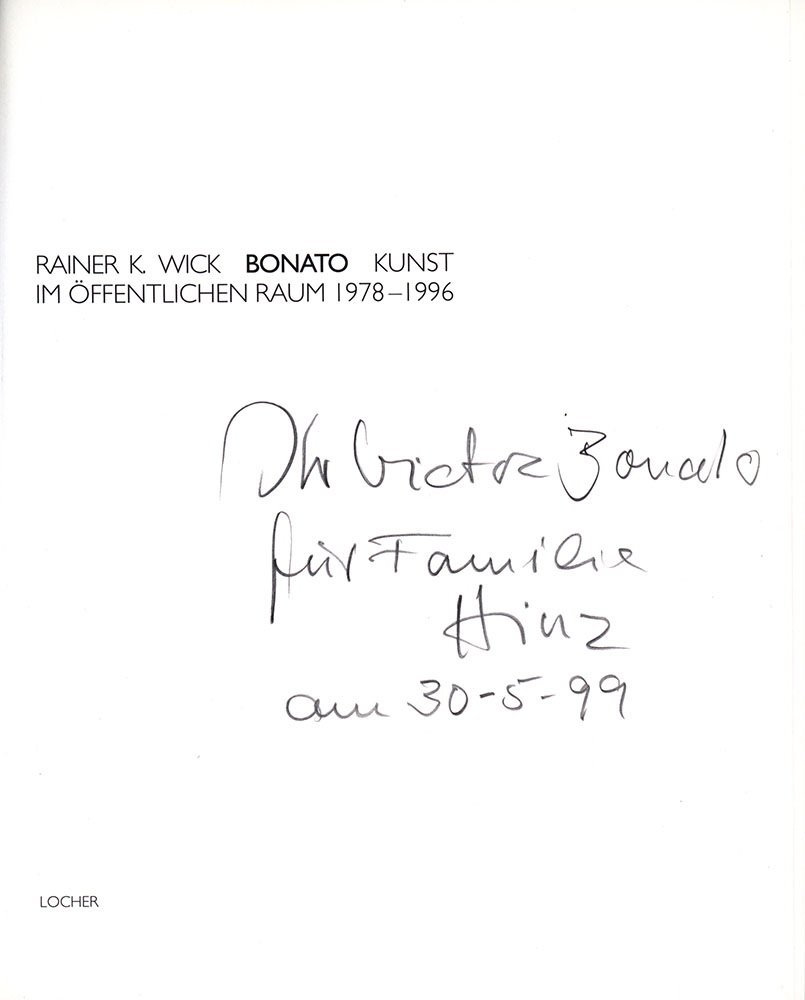 RAINER K. WICK BONATO KUNST
IM ÖFFENTLICHEN RAUM 1978–1996
Ihr Victor Bonato
für Familie
Hinz
am 30-5-99
LOCHER